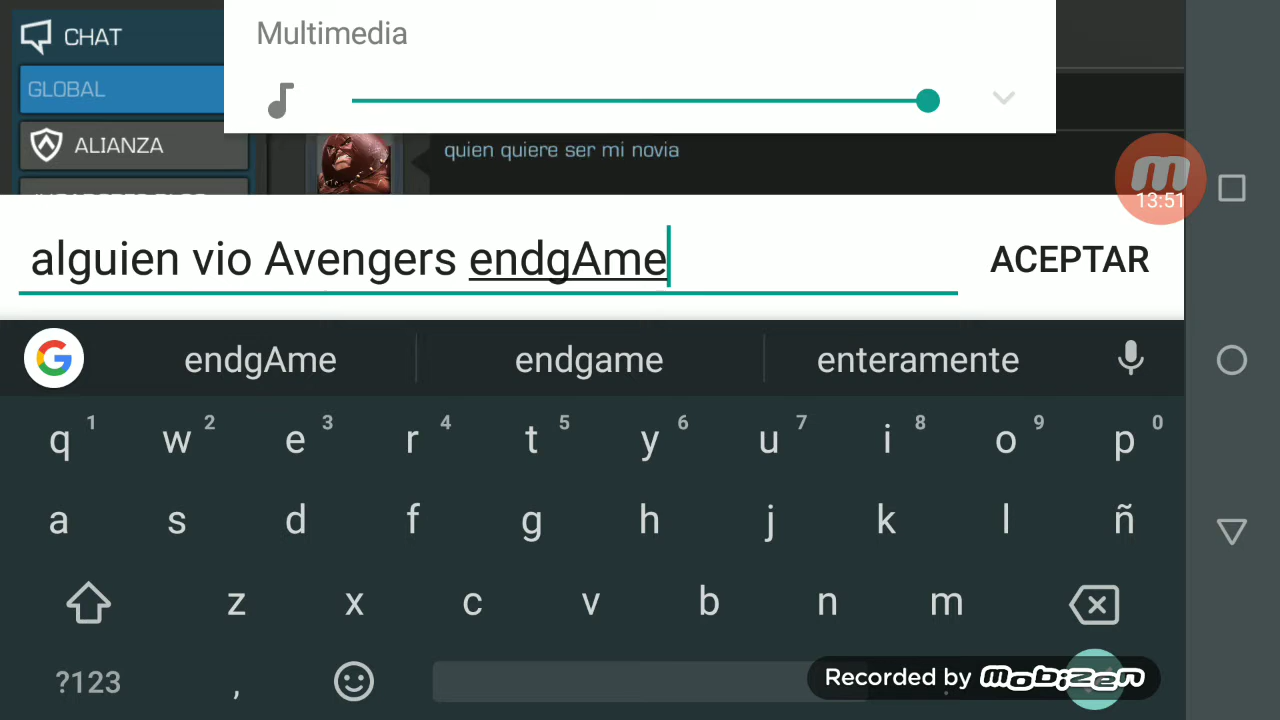 Multimedia
CHAT
GLOBAL
ALIANZA
quien quiere ser mi novia
13:51
alguien vio Avengers endgAme
ACEPTAR
endgAme endgame enteramente
q 1 w 2 e 3 r 4 t 5 y 6 u 7 i 8 o 9 p 0
a s d f g h j k l ñ
z x c v b n m
?123 , .
Recorded by mobizen